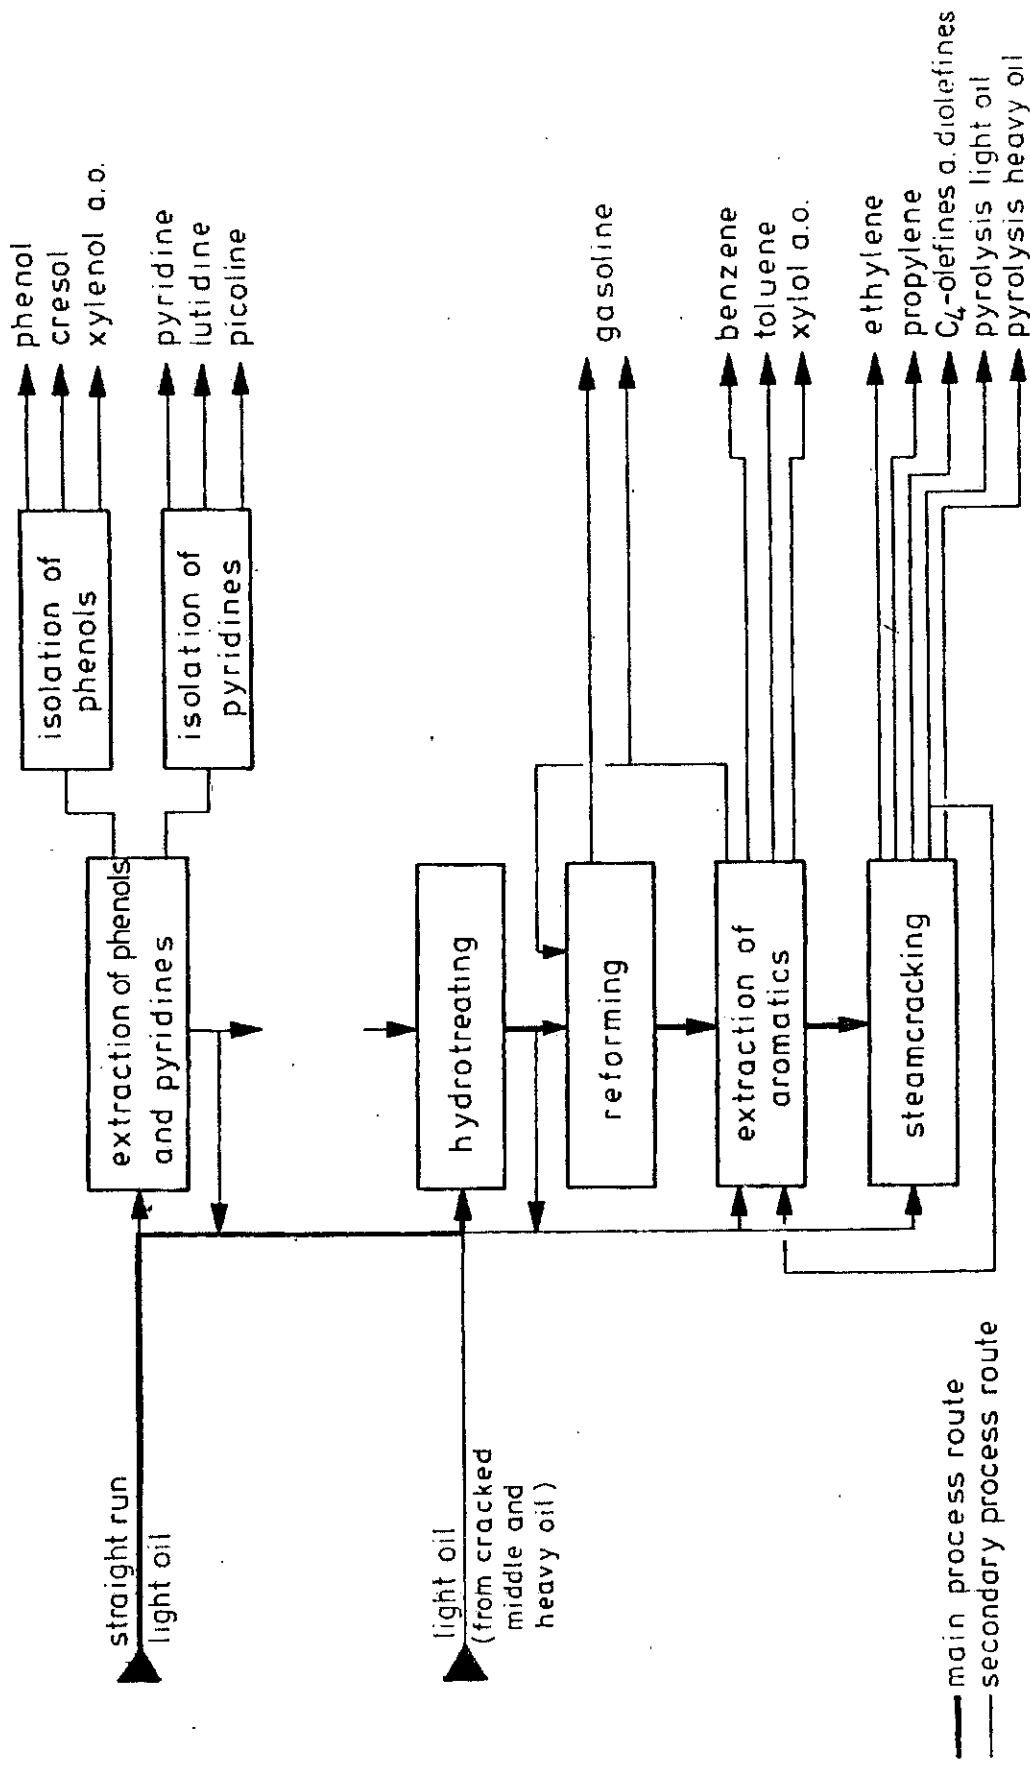 straight run
light oil
light oil
(from cracked
middle and
heavy oil)
extraction of phenols
and pyridines
isolation of
phenols
isolation of
pyridines
phenol
cresol
xylenol a.o.
pyridine
lutidine
picoline
hydrotreating
reforming
extraction of
aromatics
steamcracking
gasoline
benzene
toluene
xylol a.o.
ethylene
propylene
C₄-olefines a. diolefines
pyrolysis light oil
pyrolysis heavy oil
main process route
secondary process route